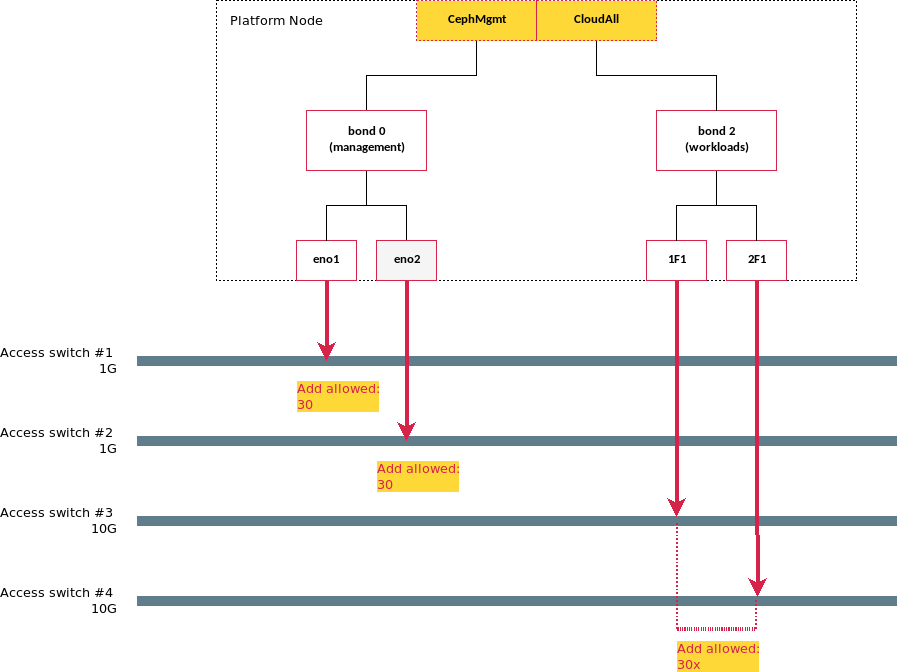 Platform Node
CephMgmt
CloudAll
bond 0
(management)
bond 2
(workloads)
eno1
eno2
1F1
2F1
Access switch #1
1G
Add allowed:
30
Access switch #2
1G
Add allowed:
30
Access switch #3
10G
Access switch #4
10G
Add allowed:
30x